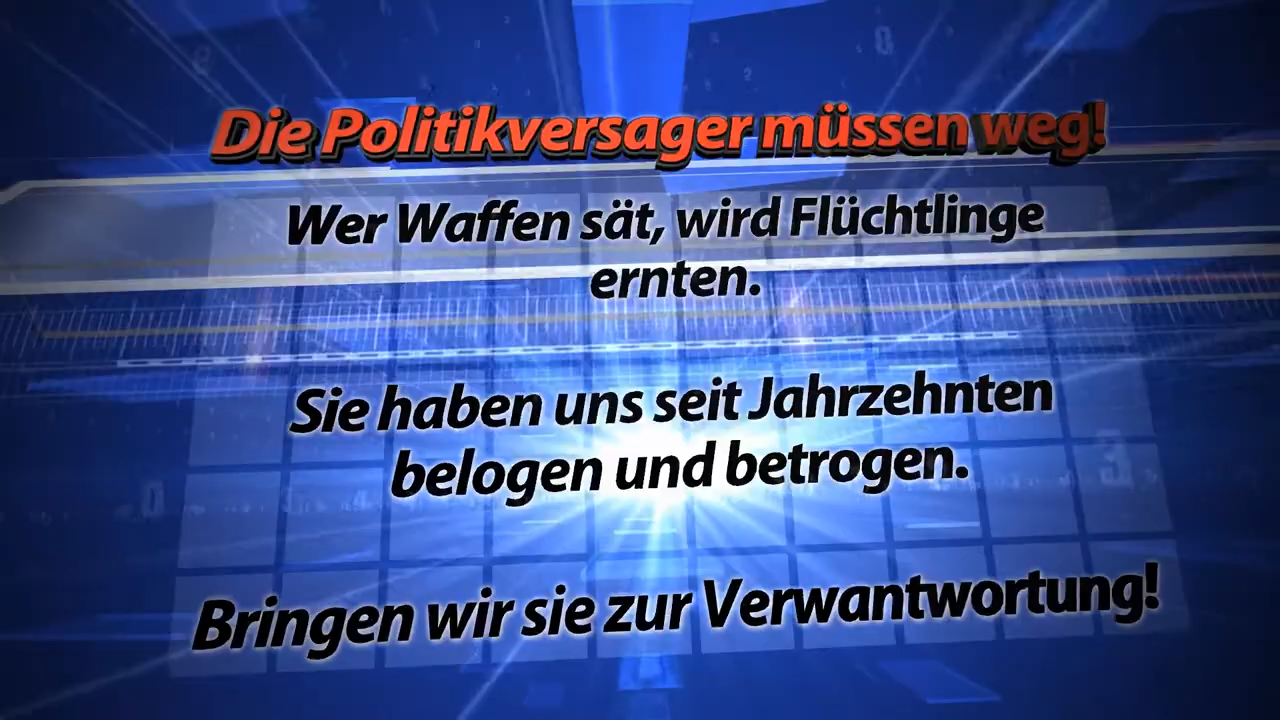 Die Politikversager müssen weg!
Wer Waffen sät, wird Flüchtlinge
ernten.
Sie haben uns seit Jahrzehnten
belogen und betrogen.
Bringen wir sie zur Verwantwortung!